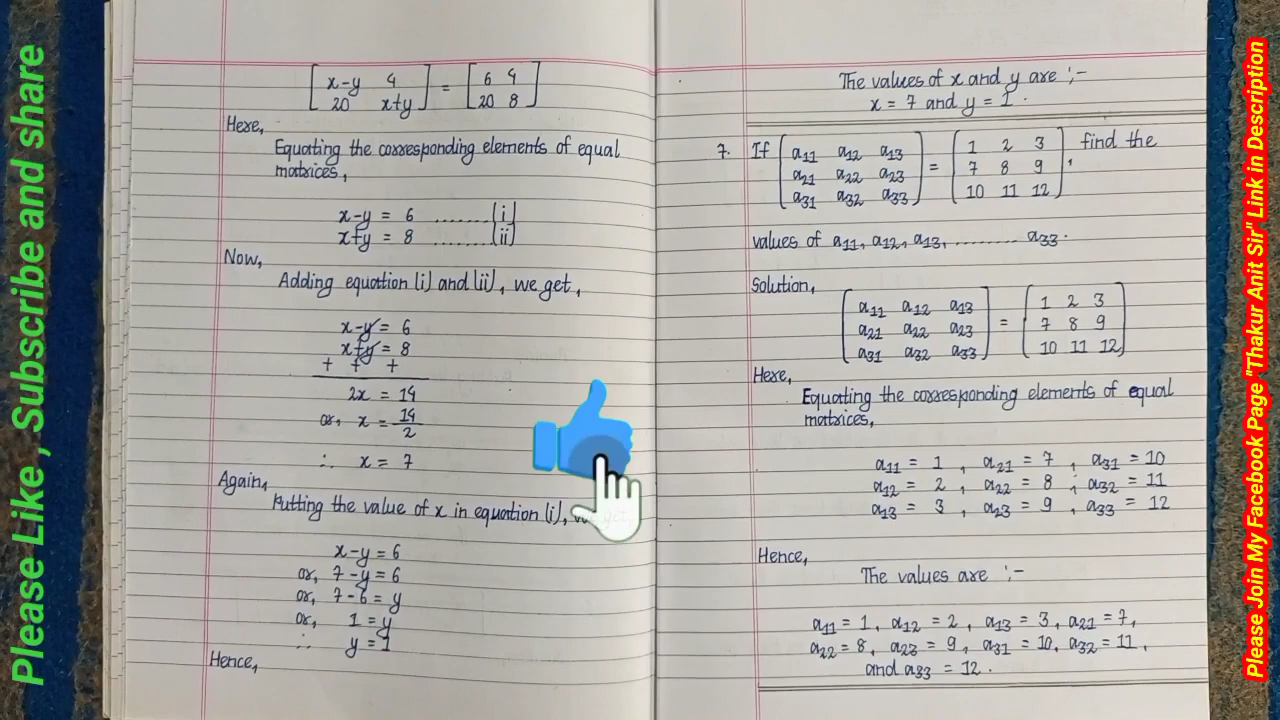 Please Like , Subscribe and share
[ x-y 4 ] = [ 6 4 ]
[ 20 x+y ] [ 20 8 ]
Here,
Equating the corresponding elements of equal
matrices,
x-y = 6 ........(i)
x+y = 8 ........(ii)
Now,
Adding equation (i) and (ii), we get,
x-y = 6
x+y = 8
+ + +
2x = 14
or, x = 14/2
∴ x = 7
Again,
Putting the value of x in equation (i), we get,
x-y = 6
or, 7-y = 6
or, 7-6 = y
or, 1 = y
∴ y = 1
Hence,
The values of x and y are :-
x = 7 and y = 1.
7. If [ a11 a12 a13 ] = [ 1 2 3 ], find the
[ a21 a22 a23 ] [ 7 8 9 ]
[ a31 a32 a33 ] [ 10 11 12 ]
values of a11, a12, a13, ......... a33.
Solution,
[ a11 a12 a13 ] = [ 1 2 3 ]
[ a21 a22 a23 ] [ 7 8 9 ]
[ a31 a32 a33 ] [ 10 11 12 ]
Here,
Equating the corresponding elements of equal
matrices,
a11 = 1 , a21 = 7 , a31 = 10
a12 = 2 , a22 = 8 , a32 = 11
a13 = 3 , a23 = 9 , a33 = 12
Hence,
The values are :-
a11 = 1, a12 = 2, a13 = 3, a21 = 7,
a22 = 8, a23 = 9, a31 = 10, a32 = 11,
and a33 = 12.
Please Join My Facebook Page "Thakur Anit Sir" Link in Description